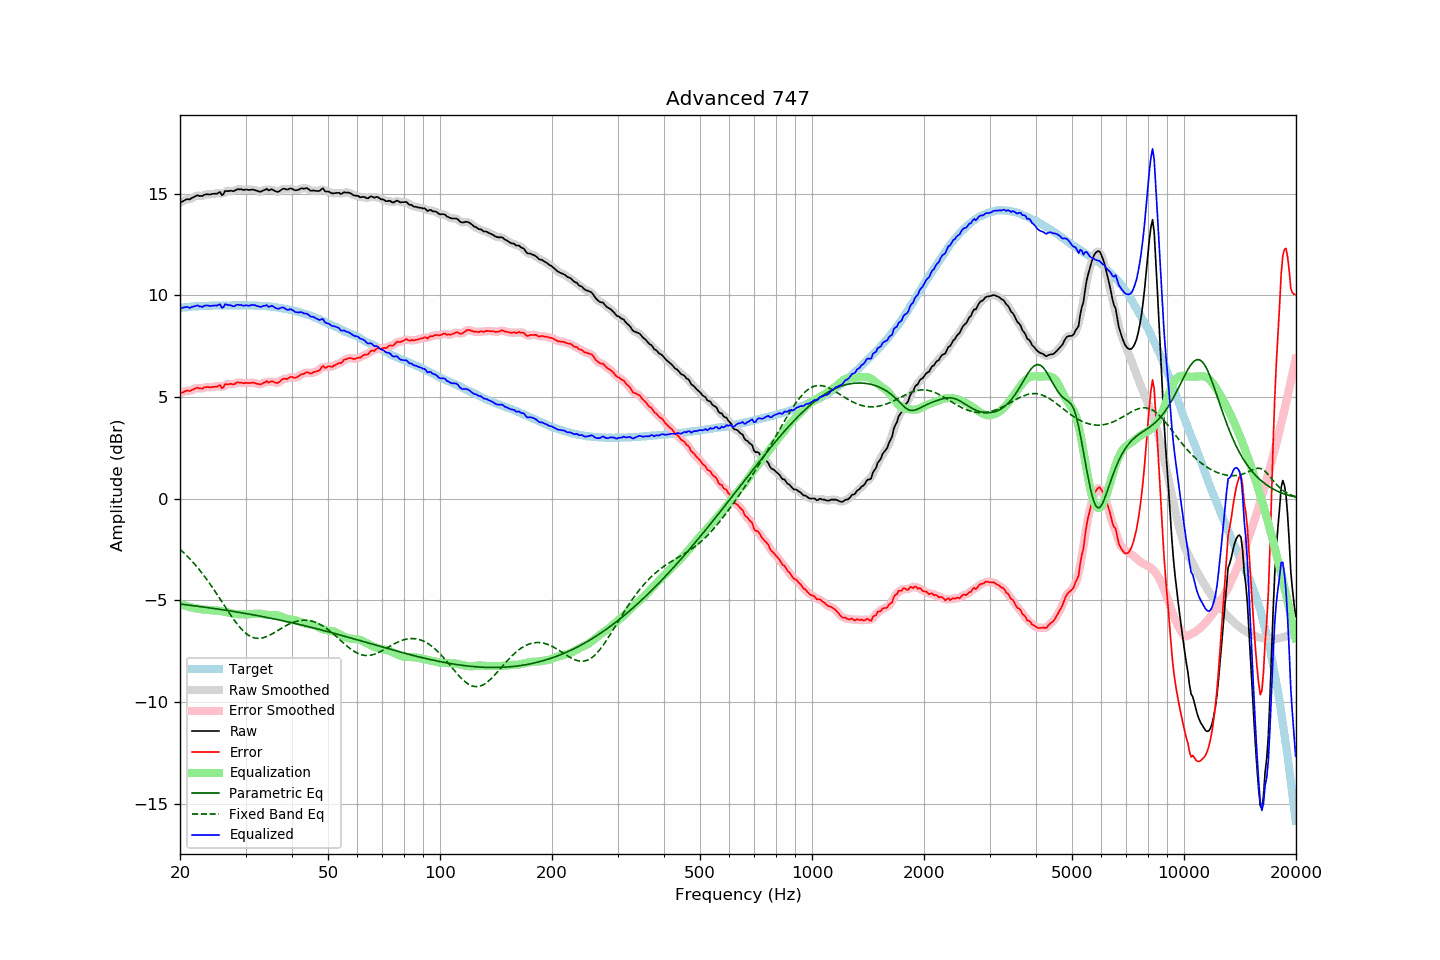 Advanced 747
Amplitude (dBr)
15
10
5
0
−5
−10
−15
Target
Raw Smoothed
Error Smoothed
Raw
Error
Equalization
Parametric Eq
Fixed Band Eq
Equalized
20 50 100 200 500 1000 2000 5000 10000 20000
Frequency (Hz)